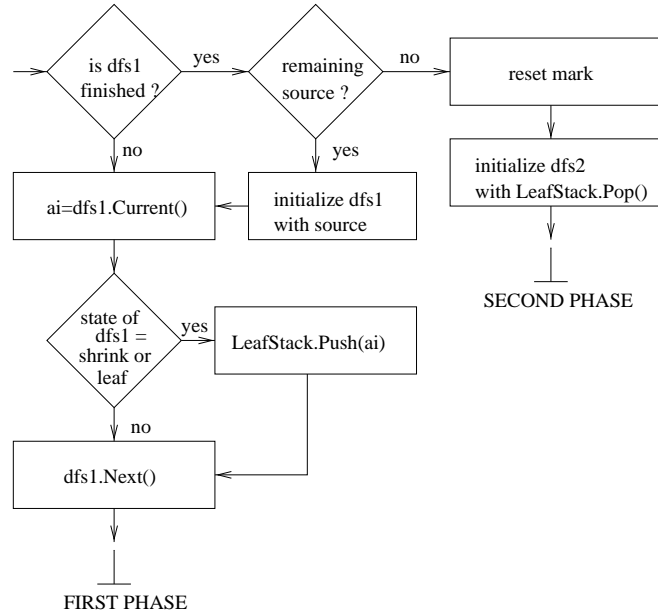 is dfs1
finished ?
yes
remaining
source ?
no
reset mark
no
yes
ai=dfs1.Current()
initialize dfs1
with source
initialize dfs2
with LeafStack.Pop()
SECOND PHASE
state of
dfs1 =
shrink or
leaf
yes
LeafStack.Push(ai)
no
dfs1.Next()
FIRST PHASE